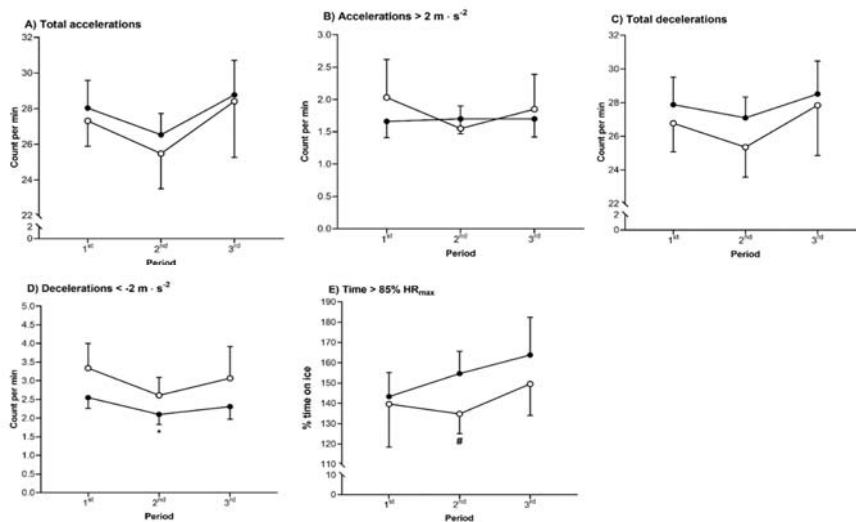 A) Total accelerations
32
30
28
26
24
22
2
0
Count per min
1st
2nd
3rd
Period
B) Accelerations > 2 m · s-2
3.0
2.5
2.0
1.5
1.0
0.5
0.0
Count per min
1st
2nd
3rd
Period
C) Total decelerations
32
30
28
26
24
22
2
0
Count per min
1st
2nd
3rd
Period
D) Decelerations < -2 m · s-2
5.0
4.5
4.0
3.5
3.0
2.5
2.0
1.5
1.0
0.5
0.0
Count per min
*
1st
2nd
3rd
Period
E) Time > 85% HRmax
190
180
170
160
150
140
130
120
110
10
0
% time on ice
#
1st
2nd
3rd
Period